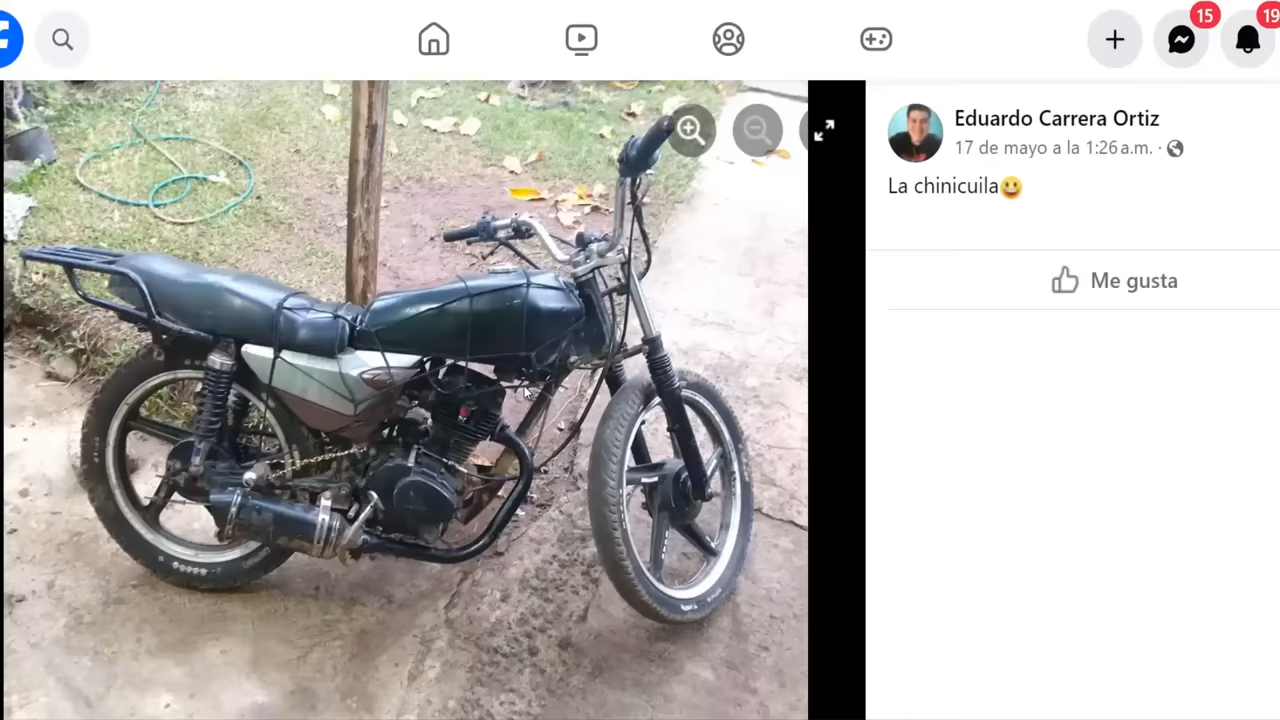 15
19
Eduardo Carrera Ortiz
17 de mayo a la 1:26 a.m. ·
La chinicuila😃
Me gusta